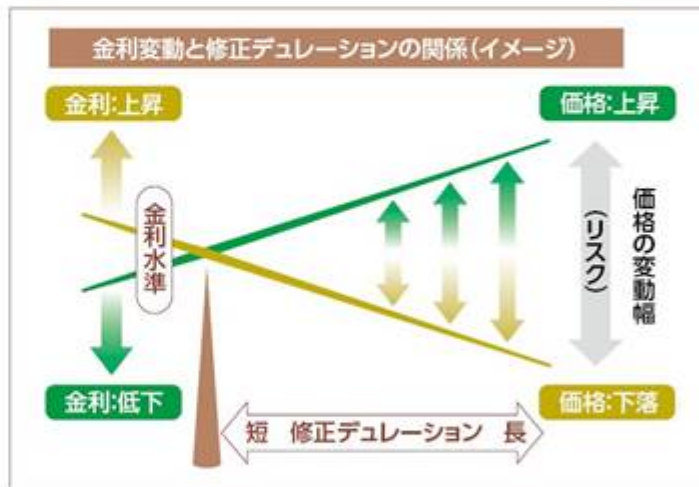 金利変動と修正デュレーションの関係(イメージ)
金利:上昇
価格:上昇
金利水準
価格の変動幅
(リスク)
金利:低下
価格:下落
短 修正デュレーション 長